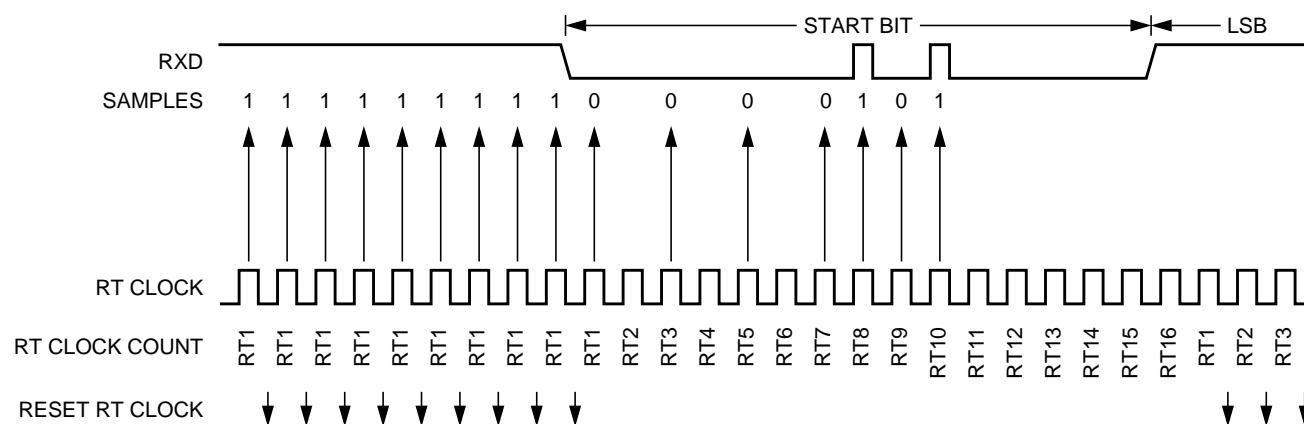 START BIT
LSB
RXD
SAMPLES 1 1 1 1 1 1 1 1 1 0 0 0 0 1 0 1
RT CLOCK
RT CLOCK COUNT RT1 RT1 RT1 RT1 RT1 RT1 RT1 RT1 RT1 RT1 RT2 RT3 RT4 RT5 RT6 RT7 RT8 RT9 RT10 RT11 RT12 RT13 RT14 RT15 RT16 RT1 RT2 RT3
RESET RT CLOCK